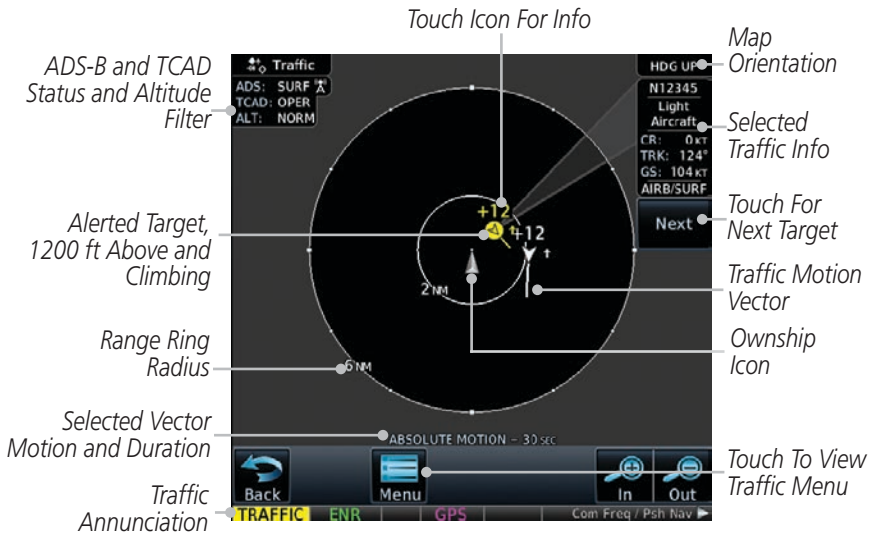 Touch Icon For Info
ADS-B and TCAD
Status and Altitude
Filter
Map
Orientation
Traffic
ADS: SURF
TCAD: OPER
ALT: NORM
HDG UP
N12345
Light
Aircraft
CR: 0KT
TRK: 124°
GS: 104KT
AIRB/SURF
Selected
Traffic Info
Next
Touch For
Next Target
+12
+12
Alerted Target,
1200 ft Above and
Climbing
2 NM
Traffic Motion
Vector
Ownship
Icon
Range Ring
Radius
6 NM
Selected Vector
Motion and Duration
ABSOLUTE MOTION – 30 SEC
Back
Menu
In
Out
Touch To View
Traffic Menu
Traffic
Annunciation
TRAFFIC ENR GPS Com Freq / Psh Nav